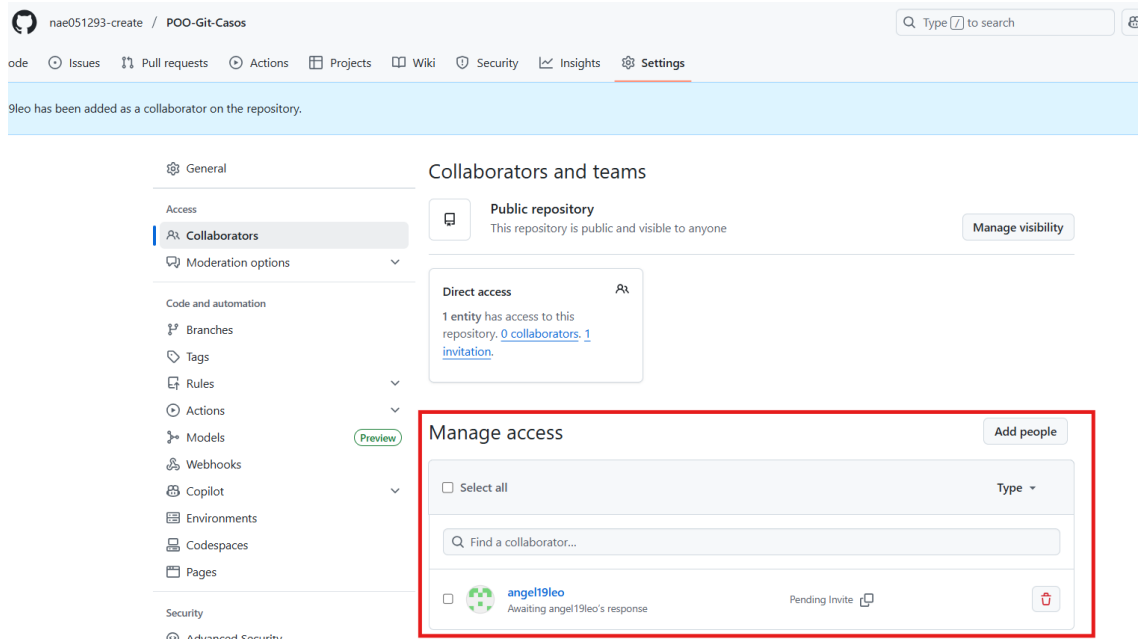 nae051293-create / POO-Git-Casos
Type / to search
ode Issues Pull requests Actions Projects Wiki Security Insights Settings
9leo has been added as a collaborator on the repository.
General
Access
Collaborators
Moderation options
Code and automation
Branches
Tags
Rules
Actions
Models Preview
Webhooks
Copilot
Environments
Codespaces
Pages
Security
Advanced Security
Collaborators and teams
Public repository
This repository is public and visible to anyone
Manage visibility
Direct access
1 entity has access to this
repository. 0 collaborators. 1
invitation.
Manage access
Add people
Select all
Type
Find a collaborator...
angel19leo
Awaiting angel19leo's response
Pending Invite